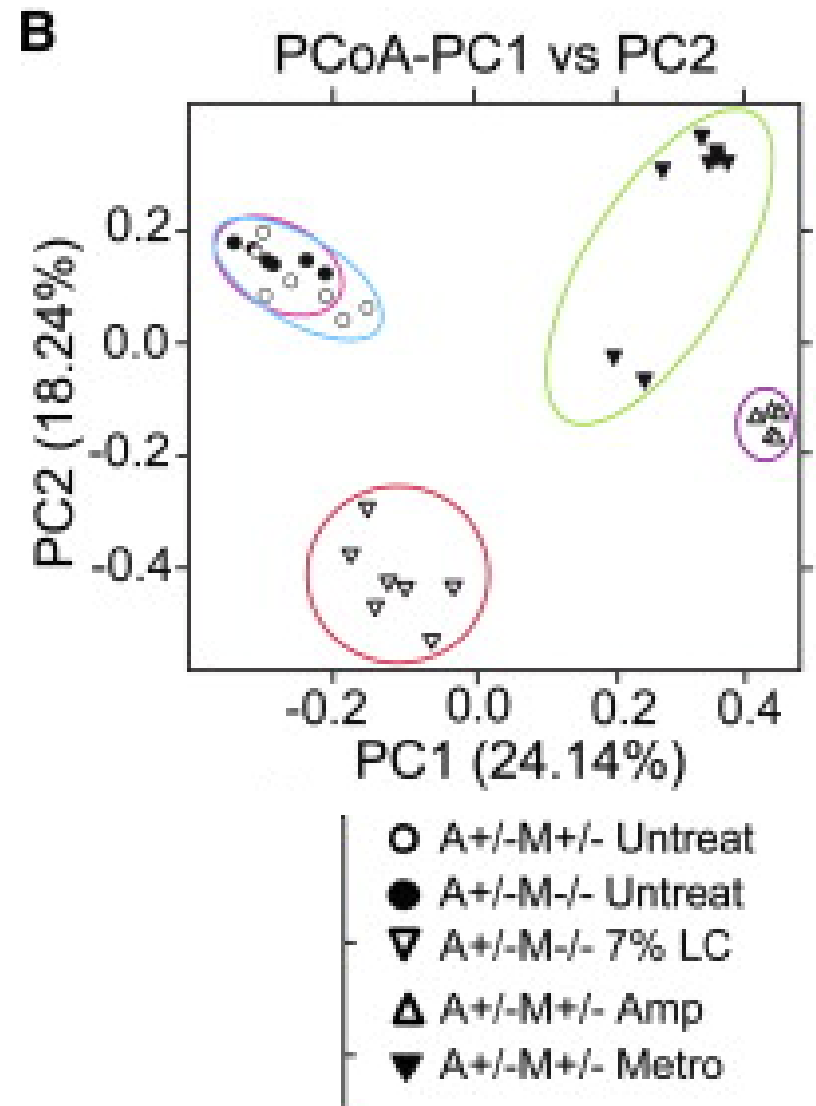 B
PCoA-PC1 vs PC2
0.2
0.0
-0.2
-0.4
PC2 (18.24%)
-0.2 0.0 0.2 0.4
PC1 (24.14%)
A+/-M+/- Untreat
A+/-M-/- Untreat
A+/-M-/- 7% LC
A+/-M+/- Amp
A+/-M+/- Metro